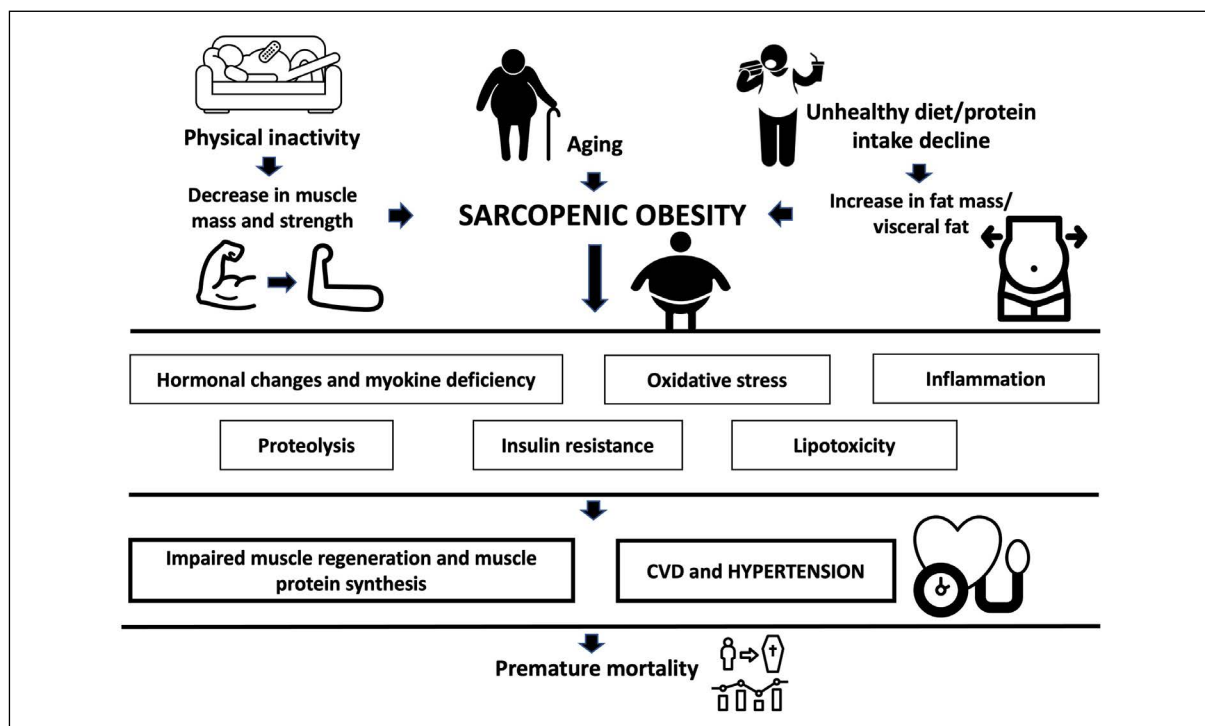 Physical inactivity
Aging
Unhealthy diet/protein
intake decline
Decrease in muscle
mass and strength
SARCOPENIC OBESITY
Increase in fat mass/
visceral fat
Hormonal changes and myokine deficiency
Oxidative stress
Inflammation
Proteolysis
Insulin resistance
Lipotoxicity
Impaired muscle regeneration and muscle
protein synthesis
CVD and HYPERTENSION
Premature mortality